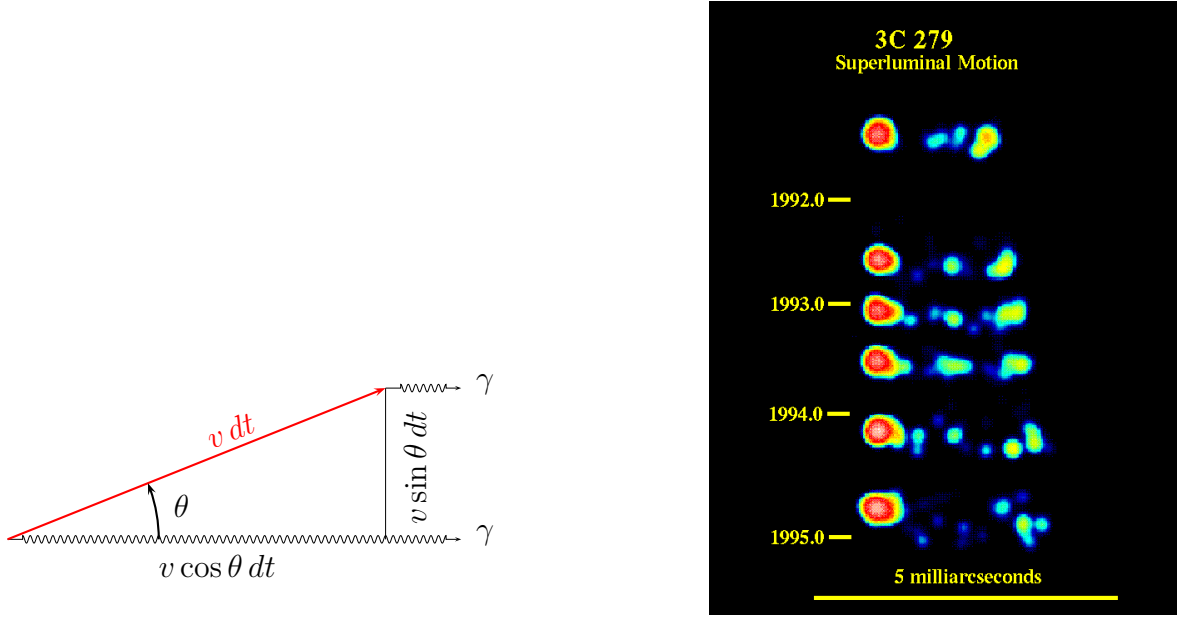 γ
v dt
v sin θ dt
θ
γ
v cos θ dt
3C 279
Superluminal Motion
1992.0
1993.0
1994.0
1995.0
5 milliarcseconds